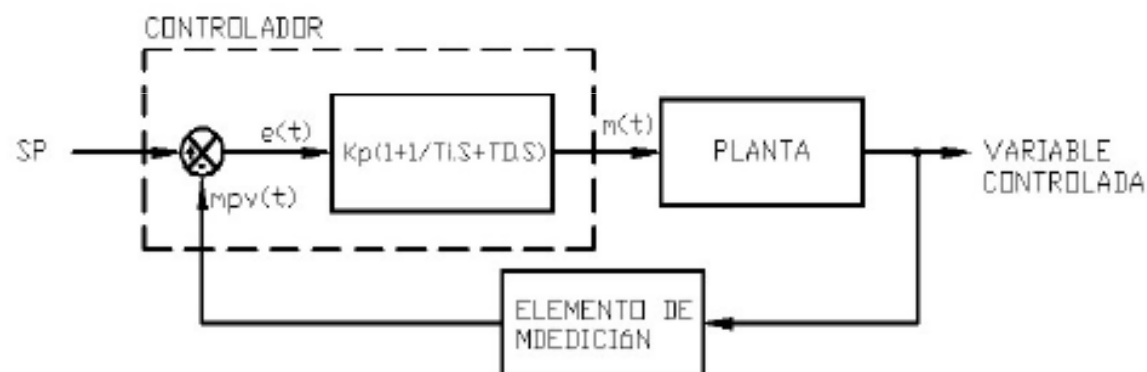 CONTROLADOR
SP
e(t)
Kp(1+1/Ti.S+TD.S)
m(t)
PLANTA
VARIABLE
CONTROLADA
mpv(t)
ELEMENTO DE
MDEDICIÓN